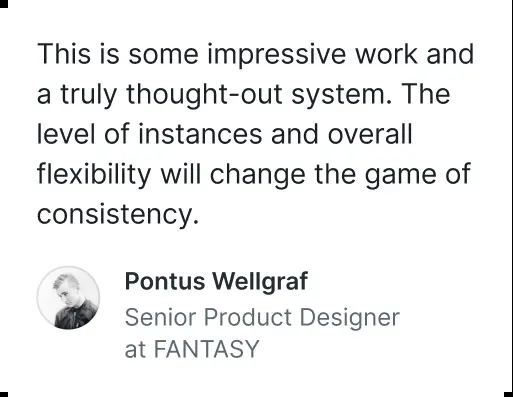 This is some impressive work and
a truly thought-out system. The
level of instances and overall
flexibility will change the game of
consistency.
Pontus Wellgraf
Senior Product Designer
at FANTASY